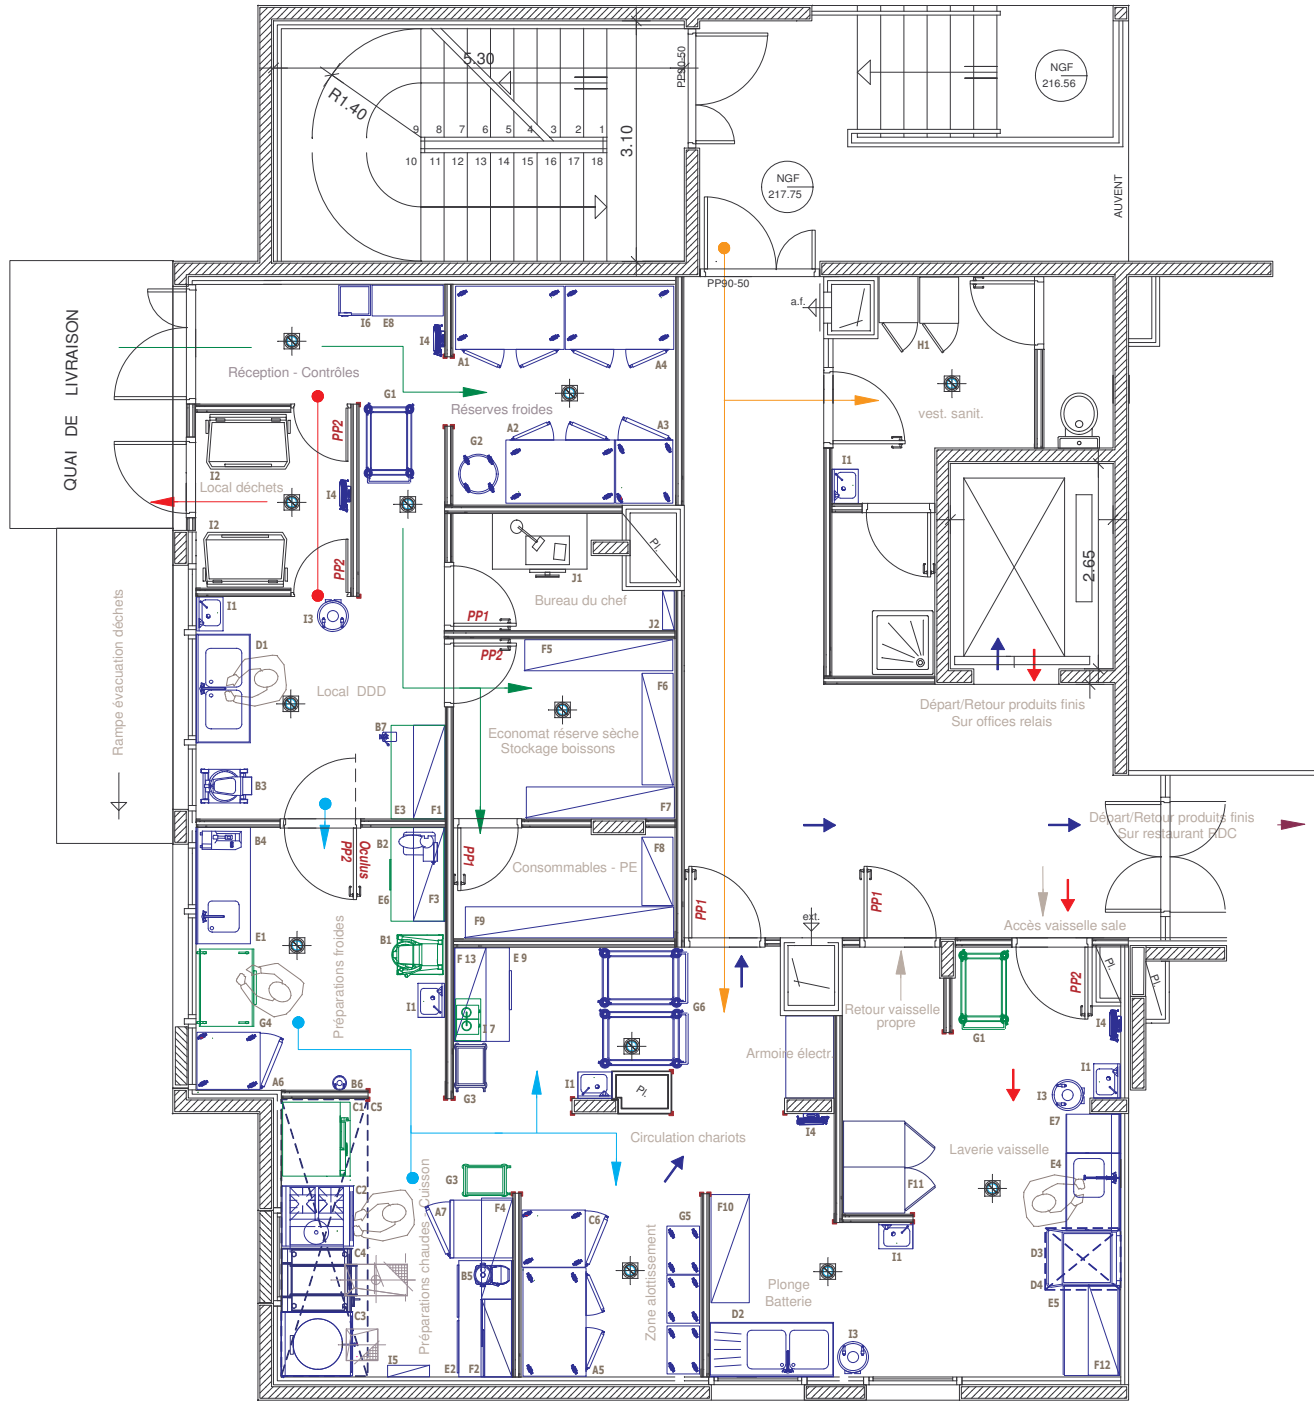 5.30
R1.40
3.10
9 8 7 6 5 4 3 2 1
10 11 12 13 14 15 16 17 18
PP90-50
NGF
216.56
NGF
217.75
AUVENT
PP90-50
QUAI DE LIVRAISON
I6 E8
I4
Réception - Contrôles
G1
A1
A4
Réserves froides
A2
A3
G2
a.f.
H1
vest. sanit.
I1
PP2
I2
Local déchets
I4
I2
PP2
Pl.
J1
Bureau du chef
J2
PP1
2.65
I1
I3
D1
Local DDD
PP2
F5
F6
Economat réserve sèche
Stockage boissons
F7
Rampe évacuation déchets
Départ/Retour produits finis
Sur offices relais
B7
B3
E3 F1
B4
B2
Oculus
PP2
E6
F3
PP1
Consommables - PE
F8
F9
Départ/Retour produits finis
Sur restaurant RDC
PP1
PP1
ext.
Accès vaisselle sale
E1
Préparations froides
B1
F 13
E 9
G6
G4
I1
I 7
Retour vaisselle
propre
PP2
Pl.
Pl.
G1
I4
Armoire électr.
A6
B6
G3
I1
Pl.
I4
I3
I1
C1 C5
E7
Circulation chariots
Laverie vaisselle
E4
C2
G3
F11
A7
F4
C6
G5
F10
I1
D3
C4
B5
D4
E5
Préparations chaudes - Cuisson
Zone alottissement
Plonge
Batterie
C3
D2
I3
I5
E2
F2
A5
F12